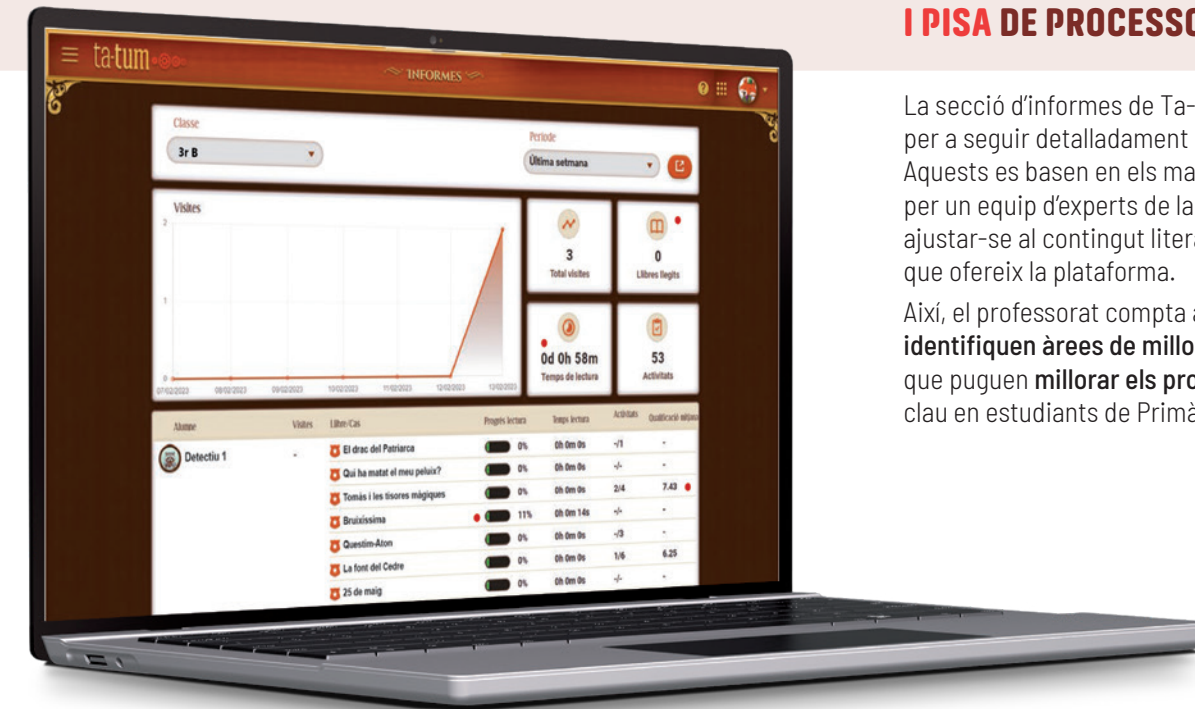 I PISA DE PROCESSO
La secció d'informes de Ta-
per a seguir detalladament
Aquests es basen en els ma
per un equip d'experts de la
ajustar-se al contingut litera
que ofereix la plataforma.
Així, el professorat compta a
identifiquen àrees de millo
que puguen millorar els pro
clau en estudiants de Primà
ta-tum
INFORMES
?
Classe
3r B
Període
Última setmana
Visites
2
1
0
07/02/2023 08/02/2023 09/02/2023 10/02/2023 11/02/2023 12/02/2023 13/02/2023
3
Total visites
0
Llibres llegits
0d 0h 58m
Temps de lectura
53
Activitats
Alumne Visites Llibre/Cas Progrés lectura Temps lectura Activitats Qualificació mitjana
Detectiu 1 - El drac del Patriarca 0% 0h 0m 0s -/1 -
Qui ha matat el meu peluix? 0% 0h 0m 0s -/- -
Tomàs i les tisores màgiques 0% 0h 0m 0s 2/4 7.43
Bruixíssima 11% 0h 0m 14s -/- -
Questim-Aton 0% 0h 0m 0s -/3 -
La font del Cedre 0% 0h 0m 0s 1/6 6.25
25 de maig 0% 0h 0m 0s -/- -